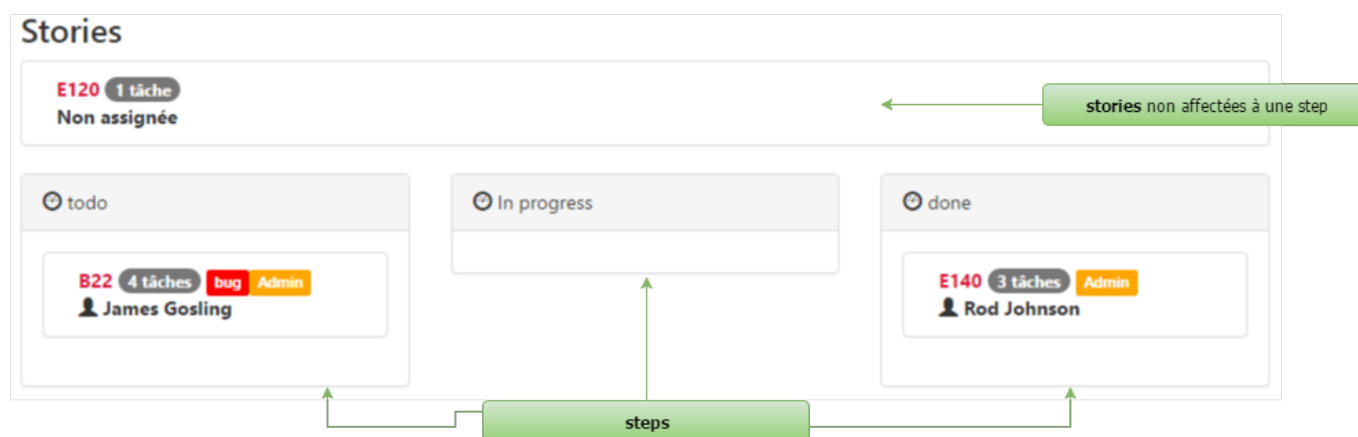 Stories
E120 1 tâche
Non assignée
stories non affectées à une step
todo
In progress
done
B22 4 tâches bug Admin
James Gosling
E140 3 tâches Admin
Rod Johnson
steps